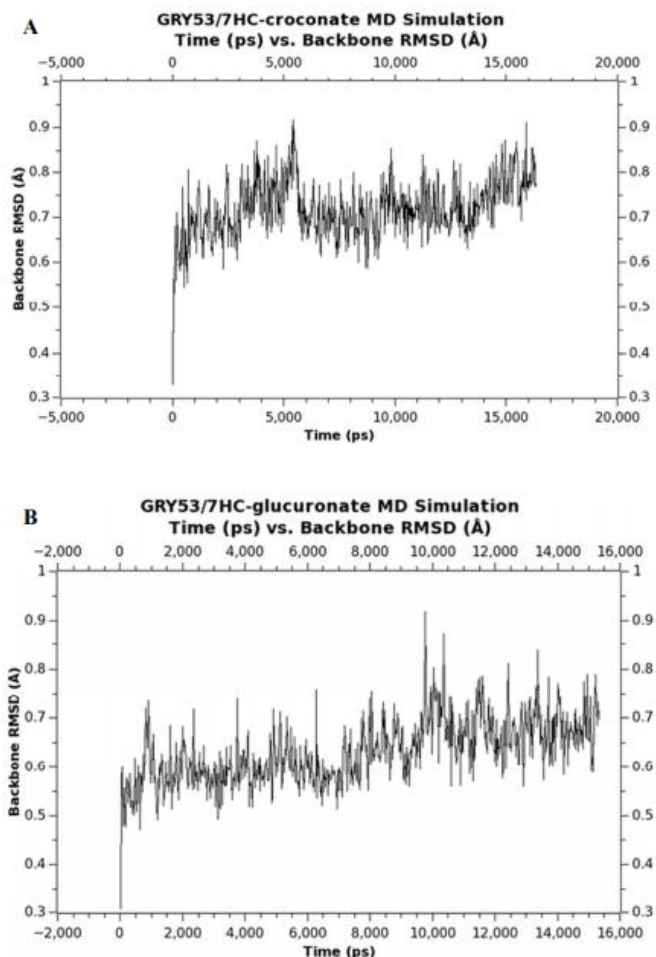 A
GRY53/7HC-croconate MD Simulation
Time (ps) vs. Backbone RMSD (Å)
−5,000 0 5,000 10,000 15,000 20,000
1 1
0.9 0.9
0.8 0.8
0.7 0.7
0.6 0.6
0.5 0.5
0.4 0.4
0.3 0.3
Backbone RMSD (Å)
−5,000 0 5,000 10,000 15,000 20,000
Time (ps)
B
GRY53/7HC-glucuronate MD Simulation
Time (ps) vs. Backbone RMSD (Å)
−2,000 0 2,000 4,000 6,000 8,000 10,000 12,000 14,000 16,000
1 1
0.9 0.9
0.8 0.8
0.7 0.7
0.6 0.6
0.5 0.5
0.4 0.4
0.3 0.3
Backbone RMSD (Å)
−2,000 0 2,000 4,000 6,000 8,000 10,000 12,000 14,000 16,000
Time (ps)